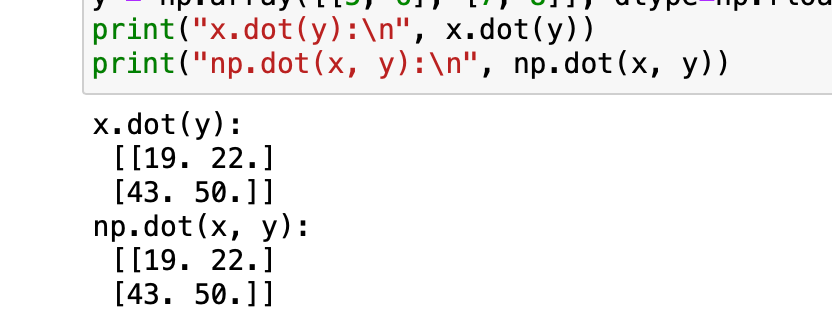 print("x.dot(y):\n", x.dot(y))
print("np.dot(x, y):\n", np.dot(x, y))
x.dot(y):
 [[19. 22.]
 [43. 50.]]
np.dot(x, y):
 [[19. 22.]
 [43. 50.]]